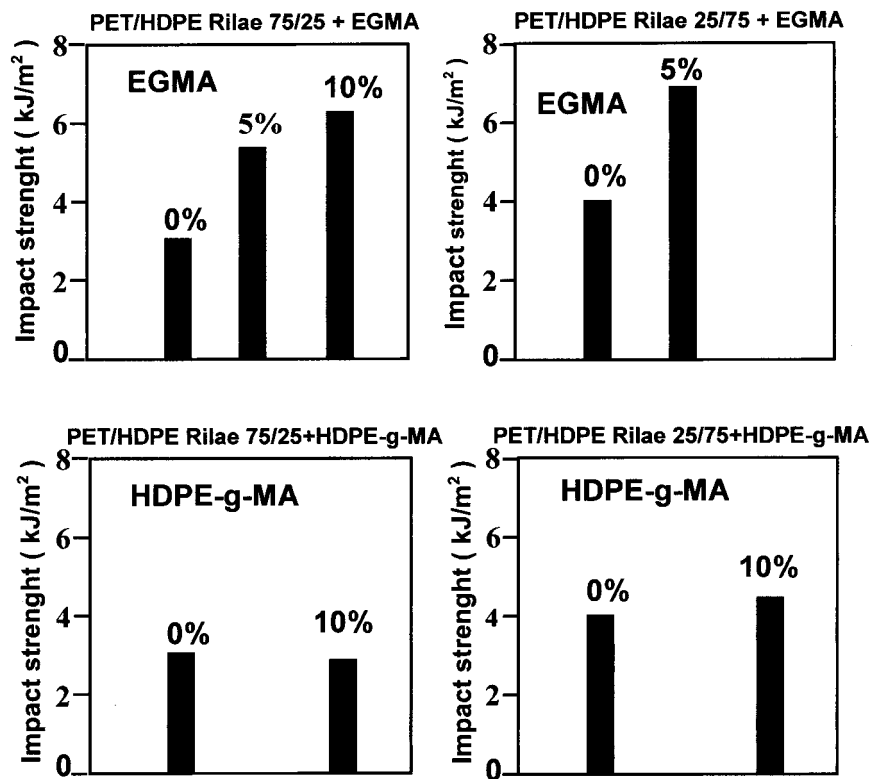 PET/HDPE Rilae 75/25 + EGMA
8
6
4
2
0
Impact strenght ( kJ/m²)
EGMA
0%
5%
10%
PET/HDPE Rilae 25/75 + EGMA
8
6
4
2
0
Impact strenght ( kJ/m²)
EGMA
0%
5%
PET/HDPE Rilae 75/25+HDPE-g-MA
8
6
4
2
0
Impact strenght ( kJ/m²)
HDPE-g-MA
0%
10%
PET/HDPE Rilae 25/75+HDPE-g-MA
8
6
4
2
0
Impact strenght ( kJ/m²)
HDPE-g-MA
0%
10%